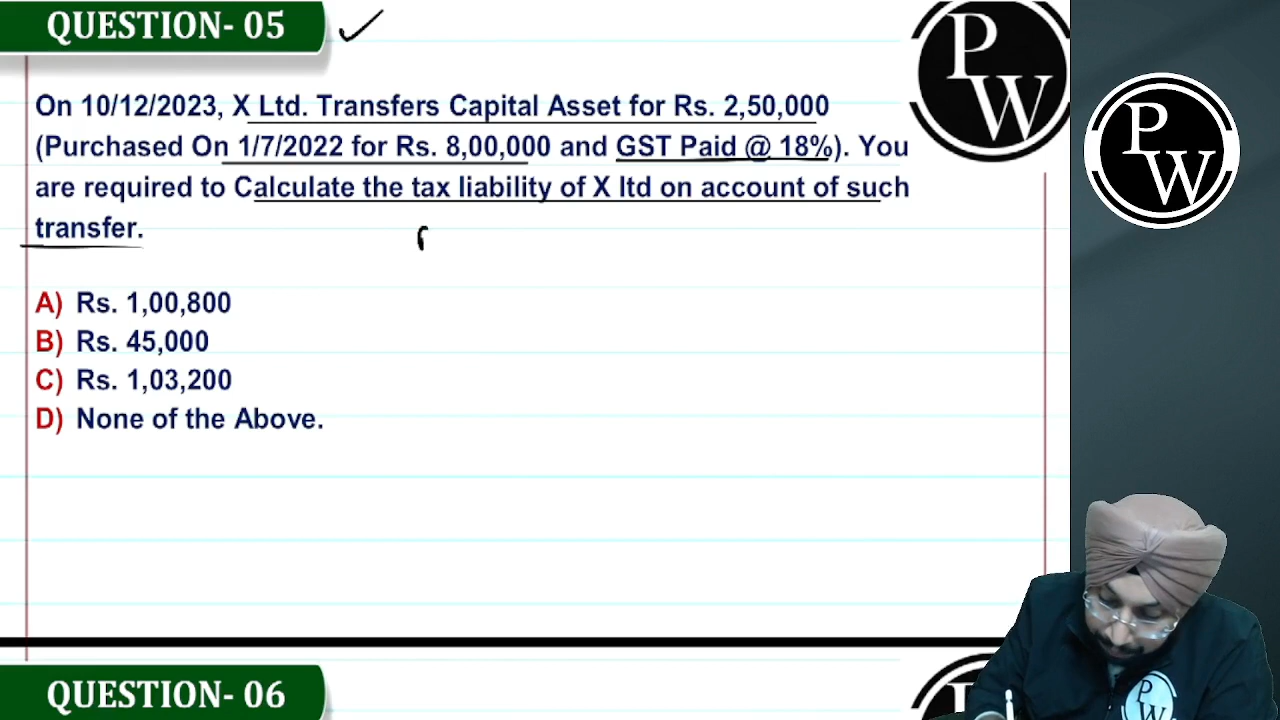 QUESTION- 05
On 10/12/2023, X Ltd. Transfers Capital Asset for Rs. 2,50,000
(Purchased On 1/7/2022 for Rs. 8,00,000 and GST Paid @ 18%). You
are required to Calculate the tax liability of X ltd on account of such
transfer.
A) Rs. 1,00,800
B) Rs. 45,000
C) Rs. 1,03,200
D) None of the Above.
QUESTION- 06
PW
PW
PW